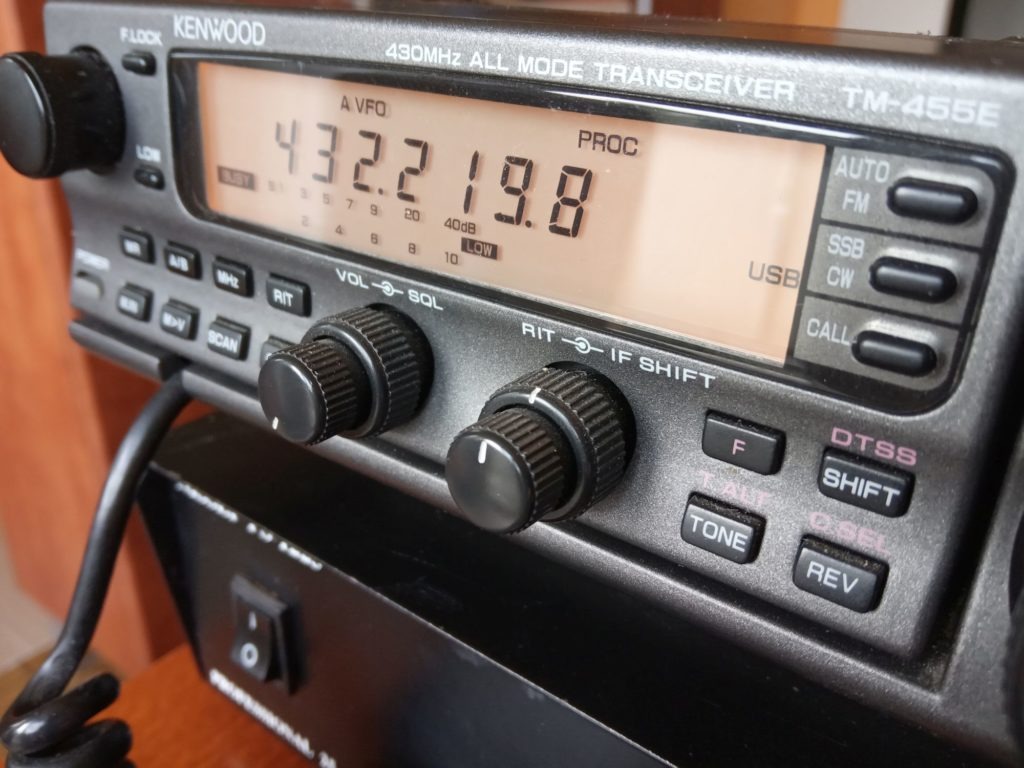 F.LOCK KENWOOD
430MHz ALL MODE TRANSCEIVER TM-455E
A VFO
PROC
432.219.8
BUSY S1 3 5 7 9 20 40dB
2 4 6 8 10 LOW
USB
AUTO
FM
SSB
CW
CALL
LOW
POWER
MR A/B MHz RIT
M>V SCAN
VOL SQL
RIT IF SHIFT
F
DTSS
SHIFT
T.ALT
TONE
C.SEL
REV
I
O
PROFESSIONAL